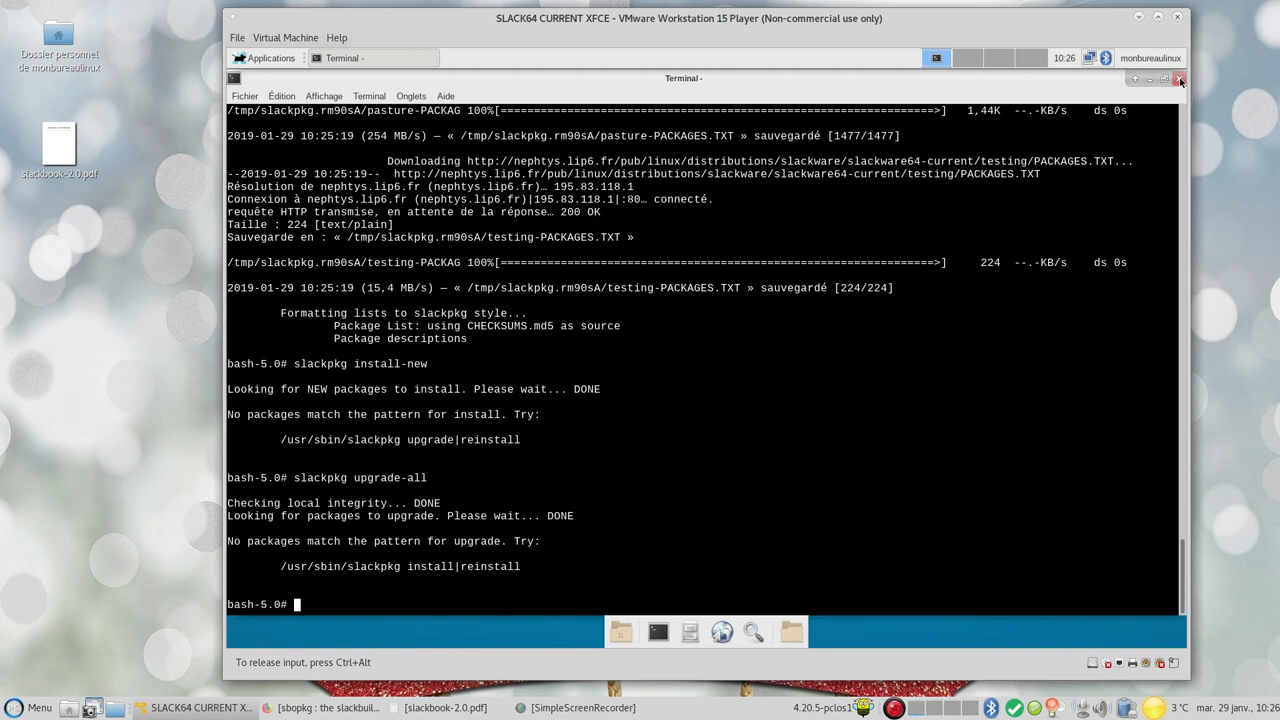 SLACK64 CURRENT XFCE - VMware Workstation 15 Player (Non-commercial use only)
File Virtual Machine Help
Applications Terminal - 10:26 monbureaulinux
Terminal -
Fichier Édition Affichage Terminal Onglets Aide
Dossier personnel
de monbureaulinux
slackbook-2.0.pdf
/tmp/slackpkg.rm90sA/pasture-PACKAG 100%[=================================================================>] 1,44K --.-KB/s ds 0s
2019-01-29 10:25:19 (254 MB/s) — « /tmp/slackpkg.rm90sA/pasture-PACKAGES.TXT » sauvegardé [1477/1477]
Downloading http://nephtys.lip6.fr/pub/linux/distributions/slackware/slackware64-current/testing/PACKAGES.TXT...
--2019-01-29 10:25:19-- http://nephtys.lip6.fr/pub/linux/distributions/slackware/slackware64-current/testing/PACKAGES.TXT
Résolution de nephtys.lip6.fr (nephtys.lip6.fr)… 195.83.118.1
Connexion à nephtys.lip6.fr (nephtys.lip6.fr)|195.83.118.1|:80… connecté.
requête HTTP transmise, en attente de la réponse… 200 OK
Taille : 224 [text/plain]
Sauvegarde en : « /tmp/slackpkg.rm90sA/testing-PACKAGES.TXT »
/tmp/slackpkg.rm90sA/testing-PACKAG 100%[=================================================================>] 224 --.-KB/s ds 0s
2019-01-29 10:25:19 (15,4 MB/s) — « /tmp/slackpkg.rm90sA/testing-PACKAGES.TXT » sauvegardé [224/224]
Formatting lists to slackpkg style...
Package List: using CHECKSUMS.md5 as source
Package descriptions
bash-5.0# slackpkg install-new
Looking for NEW packages to install. Please wait... DONE
No packages match the pattern for install. Try:
/usr/sbin/slackpkg upgrade|reinstall
bash-5.0# slackpkg upgrade-all
Checking local integrity... DONE
Looking for packages to upgrade. Please wait... DONE
No packages match the pattern for upgrade. Try:
/usr/sbin/slackpkg install|reinstall
bash-5.0#
To release input, press Ctrl+Alt
Menu SLACK64 CURRENT X... [sbopkg : the slackbuil... [slackbook-2.0.pdf] [SimpleScreenRecorder] 4.20.5-pclos1 3 °C mar. 29 janv., 10:26